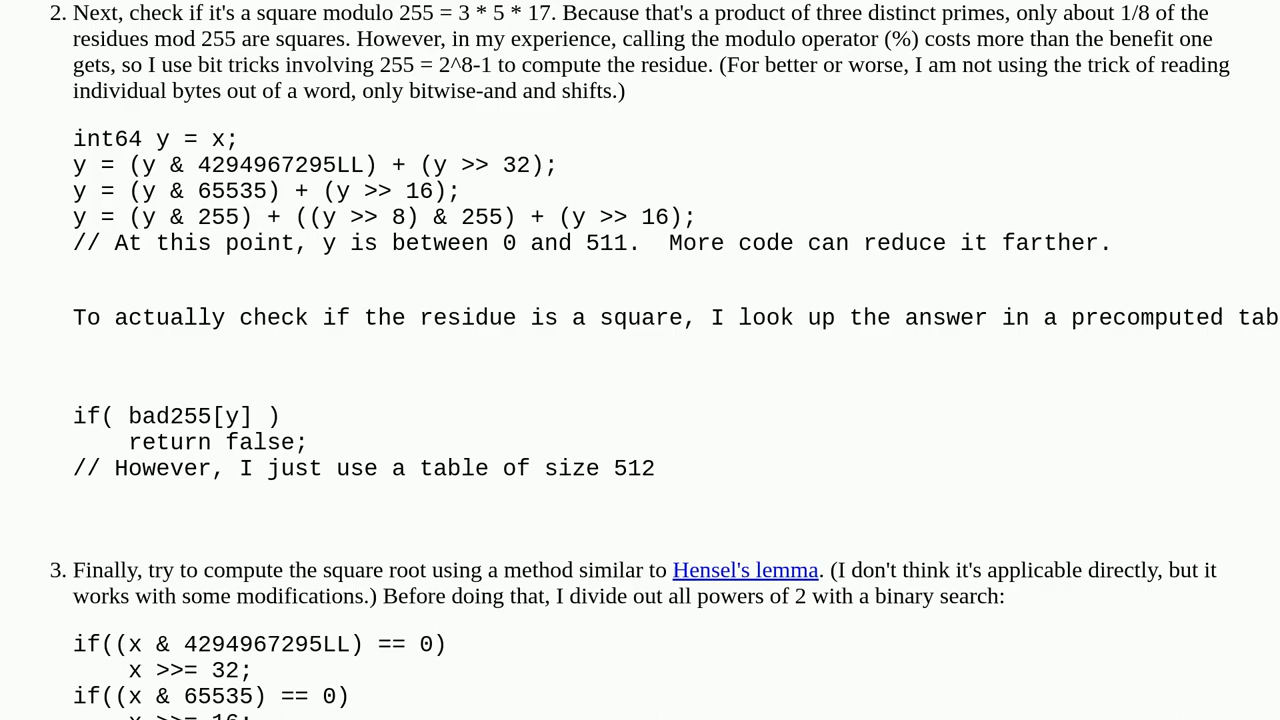 2. Next, check if it's a square modulo 255 = 3 * 5 * 17. Because that's a product of three distinct primes, only about 1/8 of the
residues mod 255 are squares. However, in my experience, calling the modulo operator (%) costs more than the benefit one
gets, so I use bit tricks involving 255 = 2^8-1 to compute the residue. (For better or worse, I am not using the trick of reading
individual bytes out of a word, only bitwise-and and shifts.)
int64 y = x;
y = (y & 4294967295LL) + (y >> 32);
y = (y & 65535) + (y >> 16);
y = (y & 255) + ((y >> 8) & 255) + (y >> 16);
// At this point, y is between 0 and 511.  More code can reduce it farther.
To actually check if the residue is a square, I look up the answer in a precomputed tab
if( bad255[y] )
    return false;
// However, I just use a table of size 512
3. Finally, try to compute the square root using a method similar to Hensel's lemma. (I don't think it's applicable directly, but it
works with some modifications.) Before doing that, I divide out all powers of 2 with a binary search:
if((x & 4294967295LL) == 0)
    x >>= 32;
if((x & 65535) == 0)
    x >>= 16;